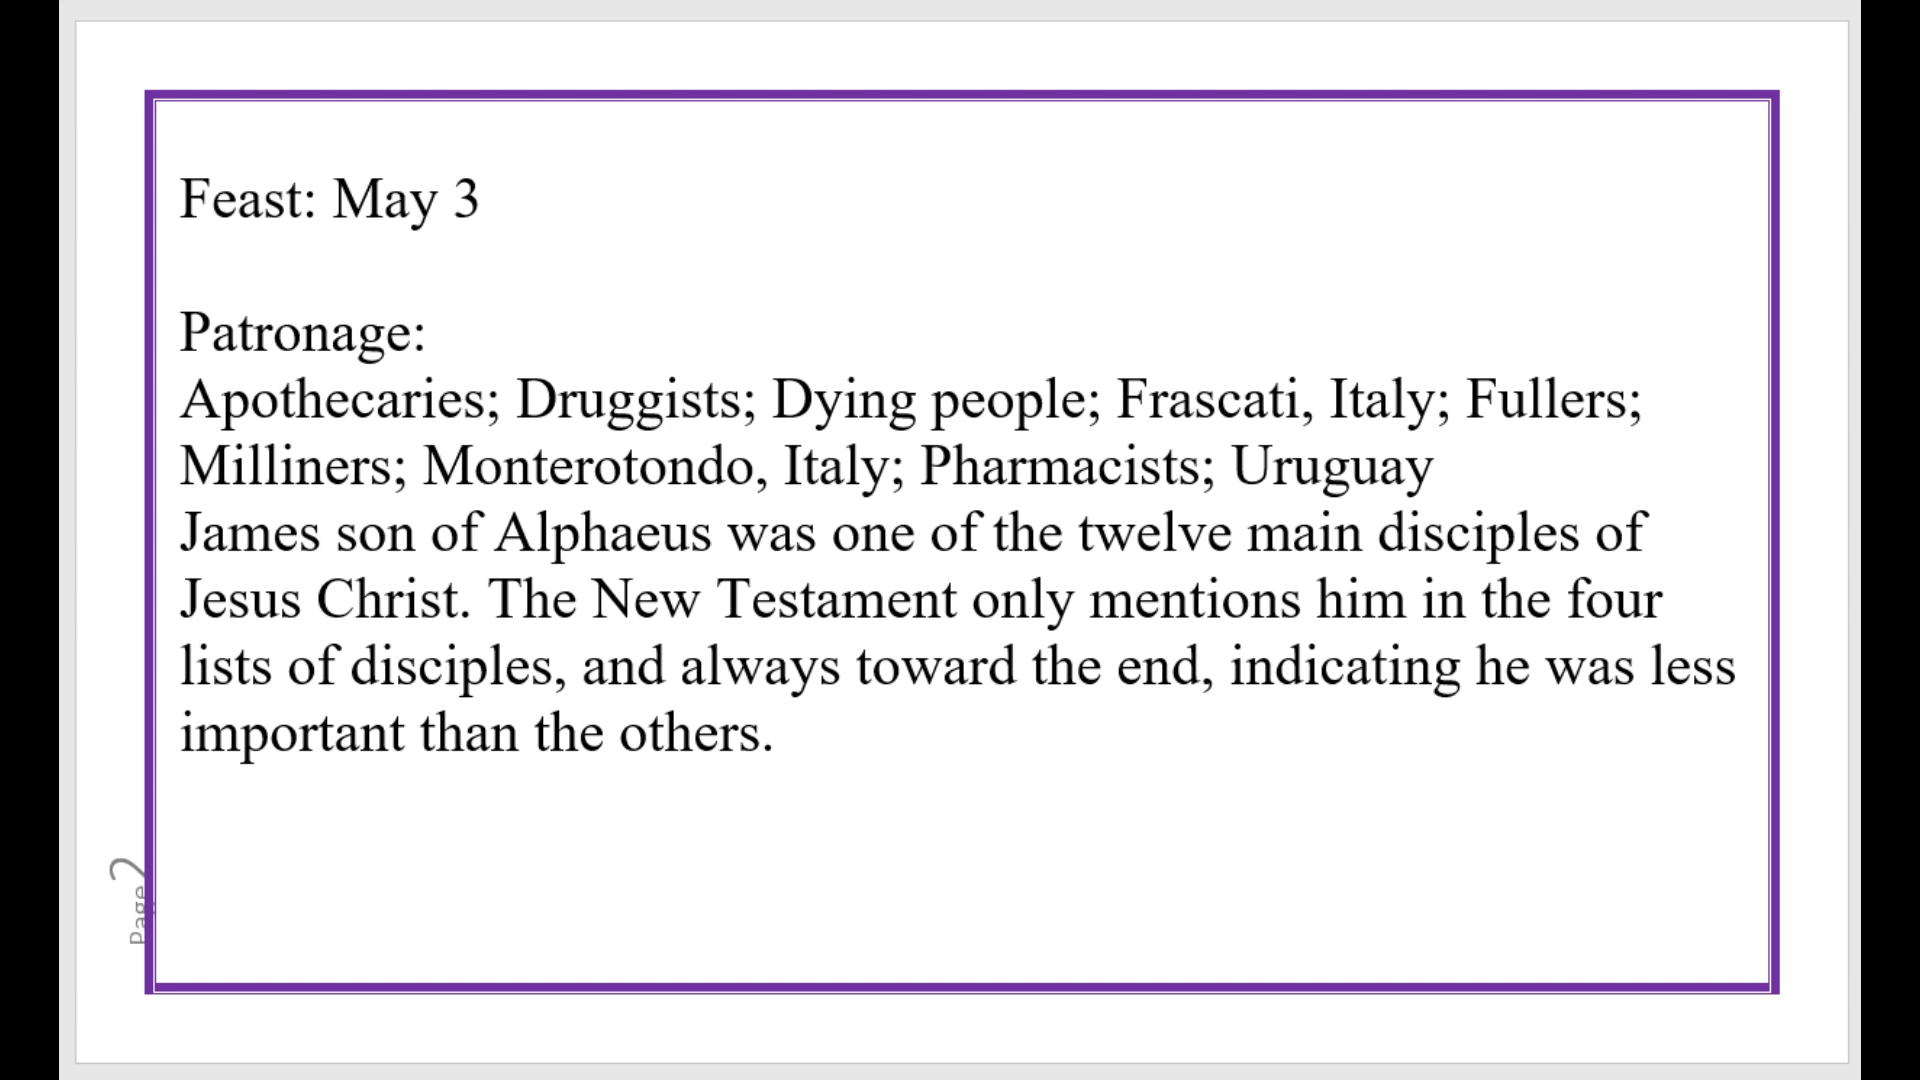 Feast: May 3
Patronage:
Apothecaries; Druggists; Dying people; Frascati, Italy; Fullers;
Milliners; Monterotondo, Italy; Pharmacists; Uruguay
James son of Alphaeus was one of the twelve main disciples of
Jesus Christ. The New Testament only mentions him in the four
lists of disciples, and always toward the end, indicating he was less
important than the others.
Page 2